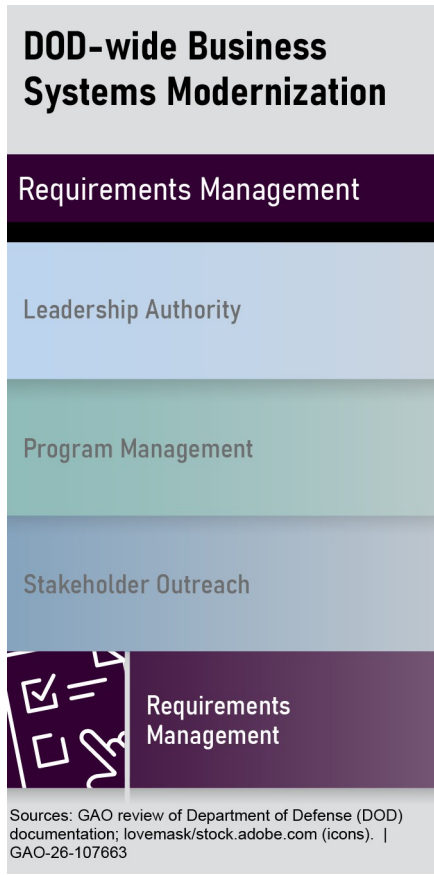 DOD-wide Business
Systems Modernization
Requirements Management
Leadership Authority
Program Management
Stakeholder Outreach
Requirements
Management
Sources: GAO review of Department of Defense (DOD)
documentation; lovemask/stock.adobe.com (icons).  |
GAO-26-107663